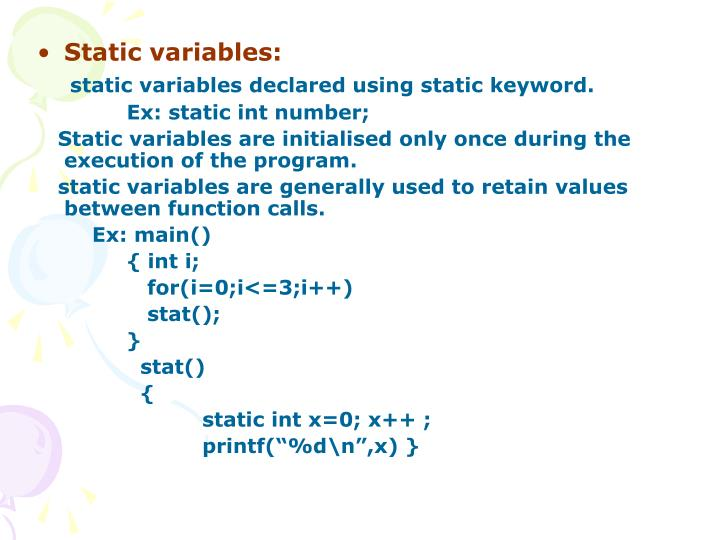 • Static variables:
static variables declared using static keyword.
Ex: static int number;
Static variables are initialised only once during the
execution of the program.
static variables are generally used to retain values
between function calls.
Ex: main()
{ int i;
for(i=0;i<=3;i++)
stat();
}
stat()
{
static int x=0; x++ ;
printf(“%d\n”,x) }